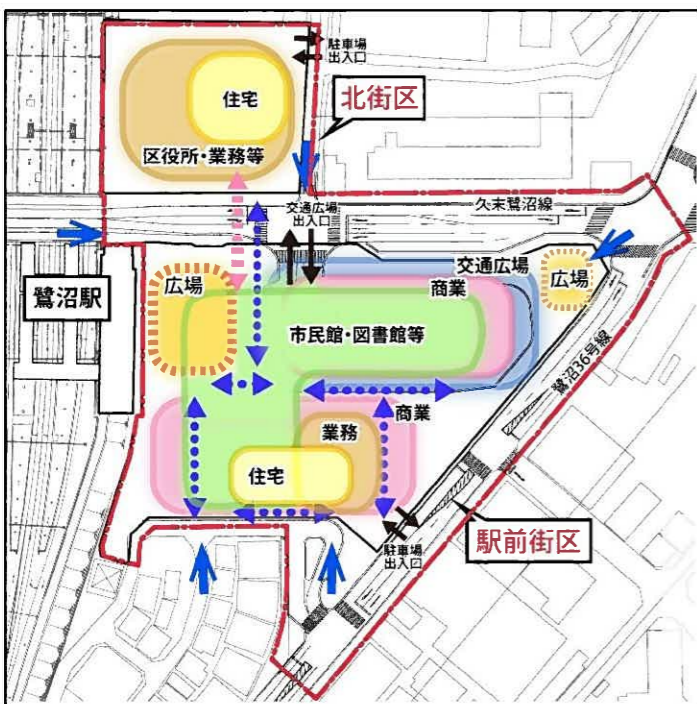 駐車場
出入口
住宅
北街区
区役所・業務等
交通広場
出入口
久末鷺沼線
鷺沼駅
広場
交通広場
広場
商業
市民館・図書館等
鷺沼36号線
商業
業務
住宅
駅前街区
駐車場
出入口